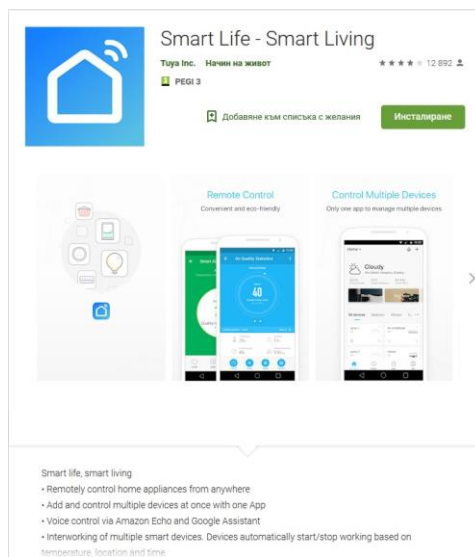 Smart Life - Smart Living
Tuya Inc. Начин на живот
12 892
3 PEGI 3
Добавяне към списъка с желания
Инсталиране
Remote Control
Convenient and eco-friendly
Control Multiple Devices
Only one app to manage multiple devices
Air Quality Statistics
40
Cloudy
Smart life, smart living
• Remotely control home appliances from anywhere
• Add and control multiple devices at once with one App
• Voice control via Amazon Echo and Google Assistant
• Interworking of multiple smart devices. Devices automatically start/stop working based on
temperature, location and time.